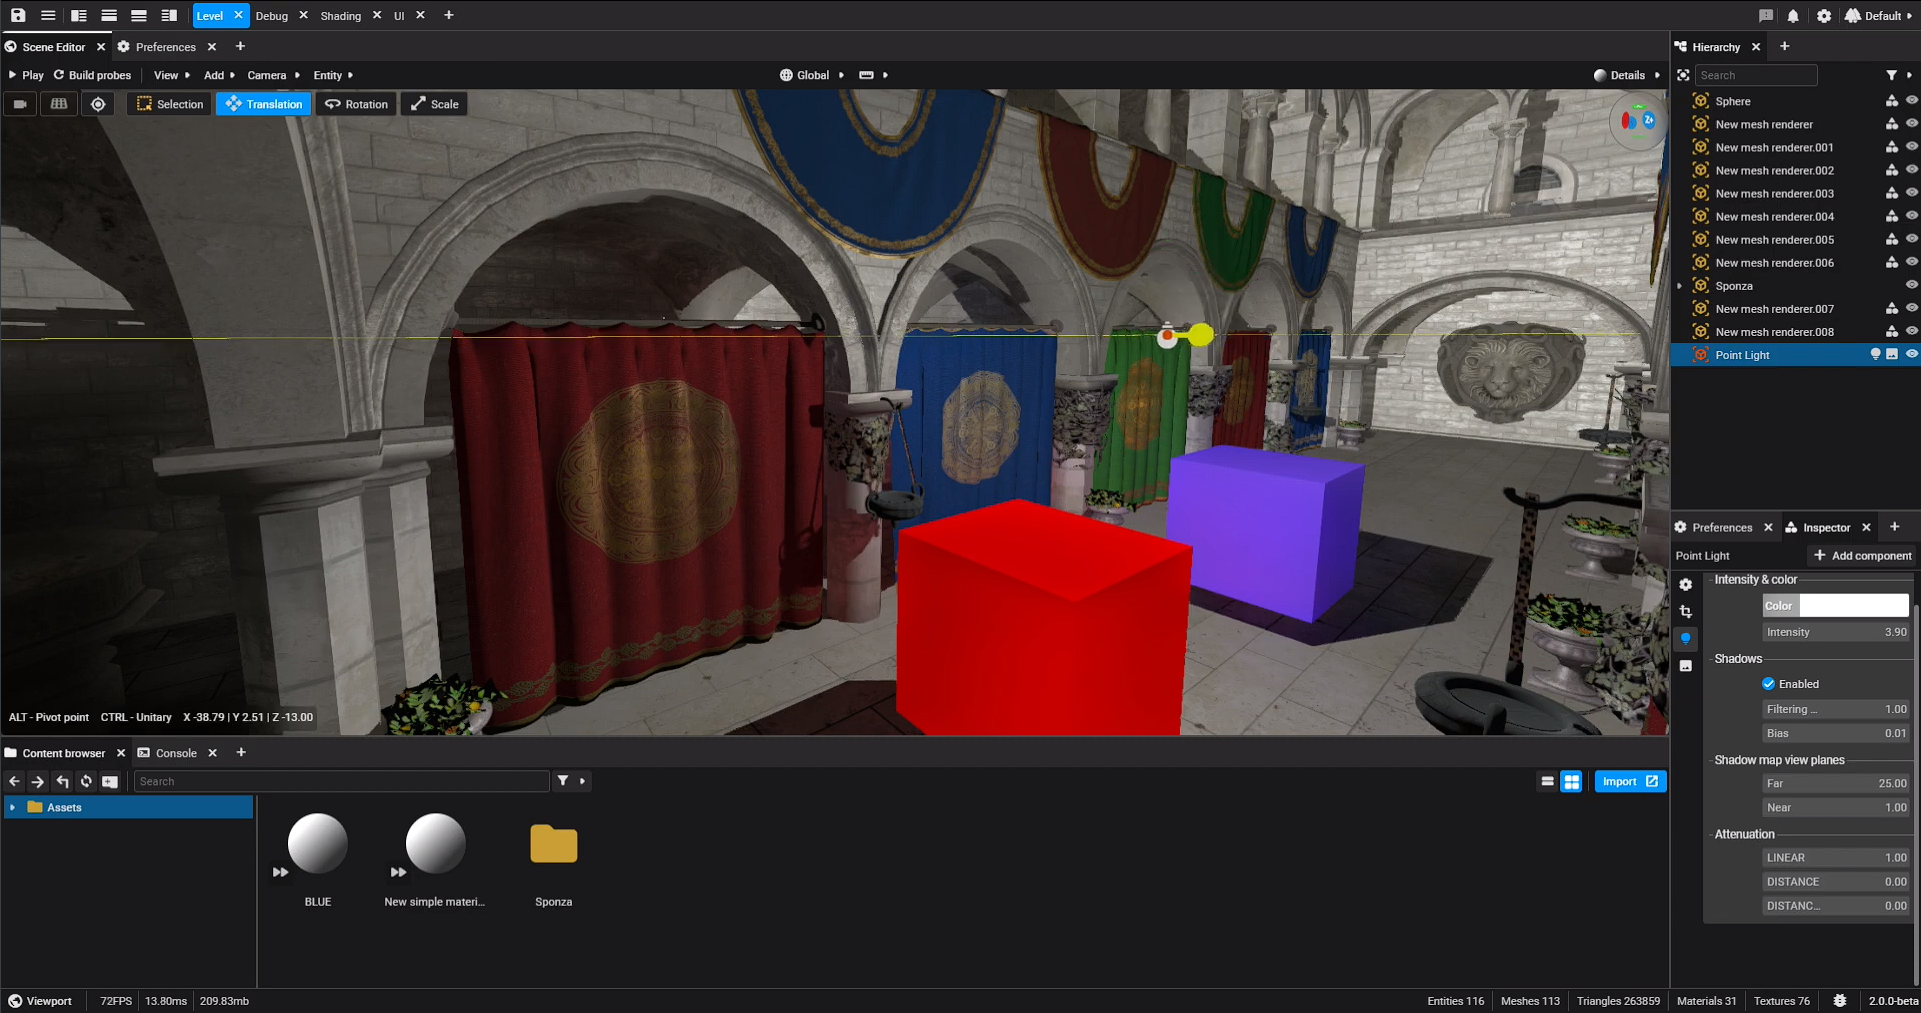 Level
Debug
Shading
UI
Default
Scene Editor
Preferences
Play
Build probes
View
Add
Camera
Entity
Global
Details
Selection
Translation
Rotation
Scale
Z+
ALT - Pivot point CTRL - Unitary X -38.79 | Y 2.51 | Z -13.00
Hierarchy
Search
Sphere
New mesh renderer
New mesh renderer.001
New mesh renderer.002
New mesh renderer.003
New mesh renderer.004
New mesh renderer.005
New mesh renderer.006
Sponza
New mesh renderer.007
New mesh renderer.008
Point Light
Preferences
Inspector
Point Light
Add component
Intensity & color
Color
Intensity 3.90
Shadows
Enabled
Filtering ... 1.00
Bias 0.01
Shadow map view planes
Far 25.00
Near 1.00
Attenuation
LINEAR 1.00
DISTANCE 0.00
DISTANC... 0.00
Content browser
Console
Search
Import
Assets
BLUE
New simple materi...
Sponza
Viewport
72FPS
13.80ms
209.83mb
Entities 116
Meshes 113
Triangles 263859
Materials 31
Textures 76
2.0.0-beta